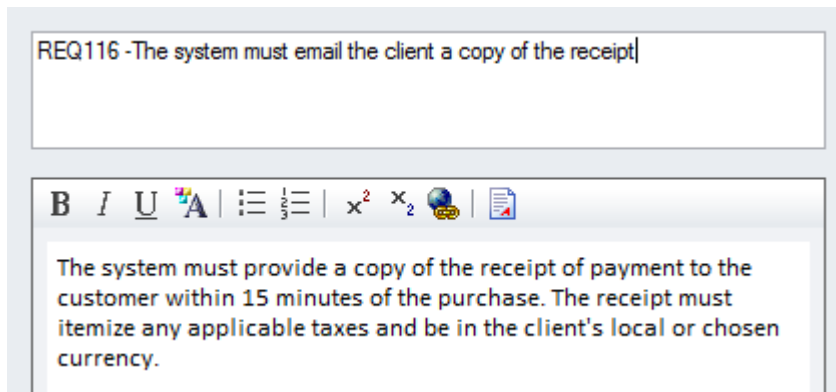 REQ116 -The system must email the client a copy of the receipt
B I U A x² x₂
The system must provide a copy of the receipt of payment to the
customer within 15 minutes of the purchase. The receipt must
itemize any applicable taxes and be in the client's local or chosen
currency.